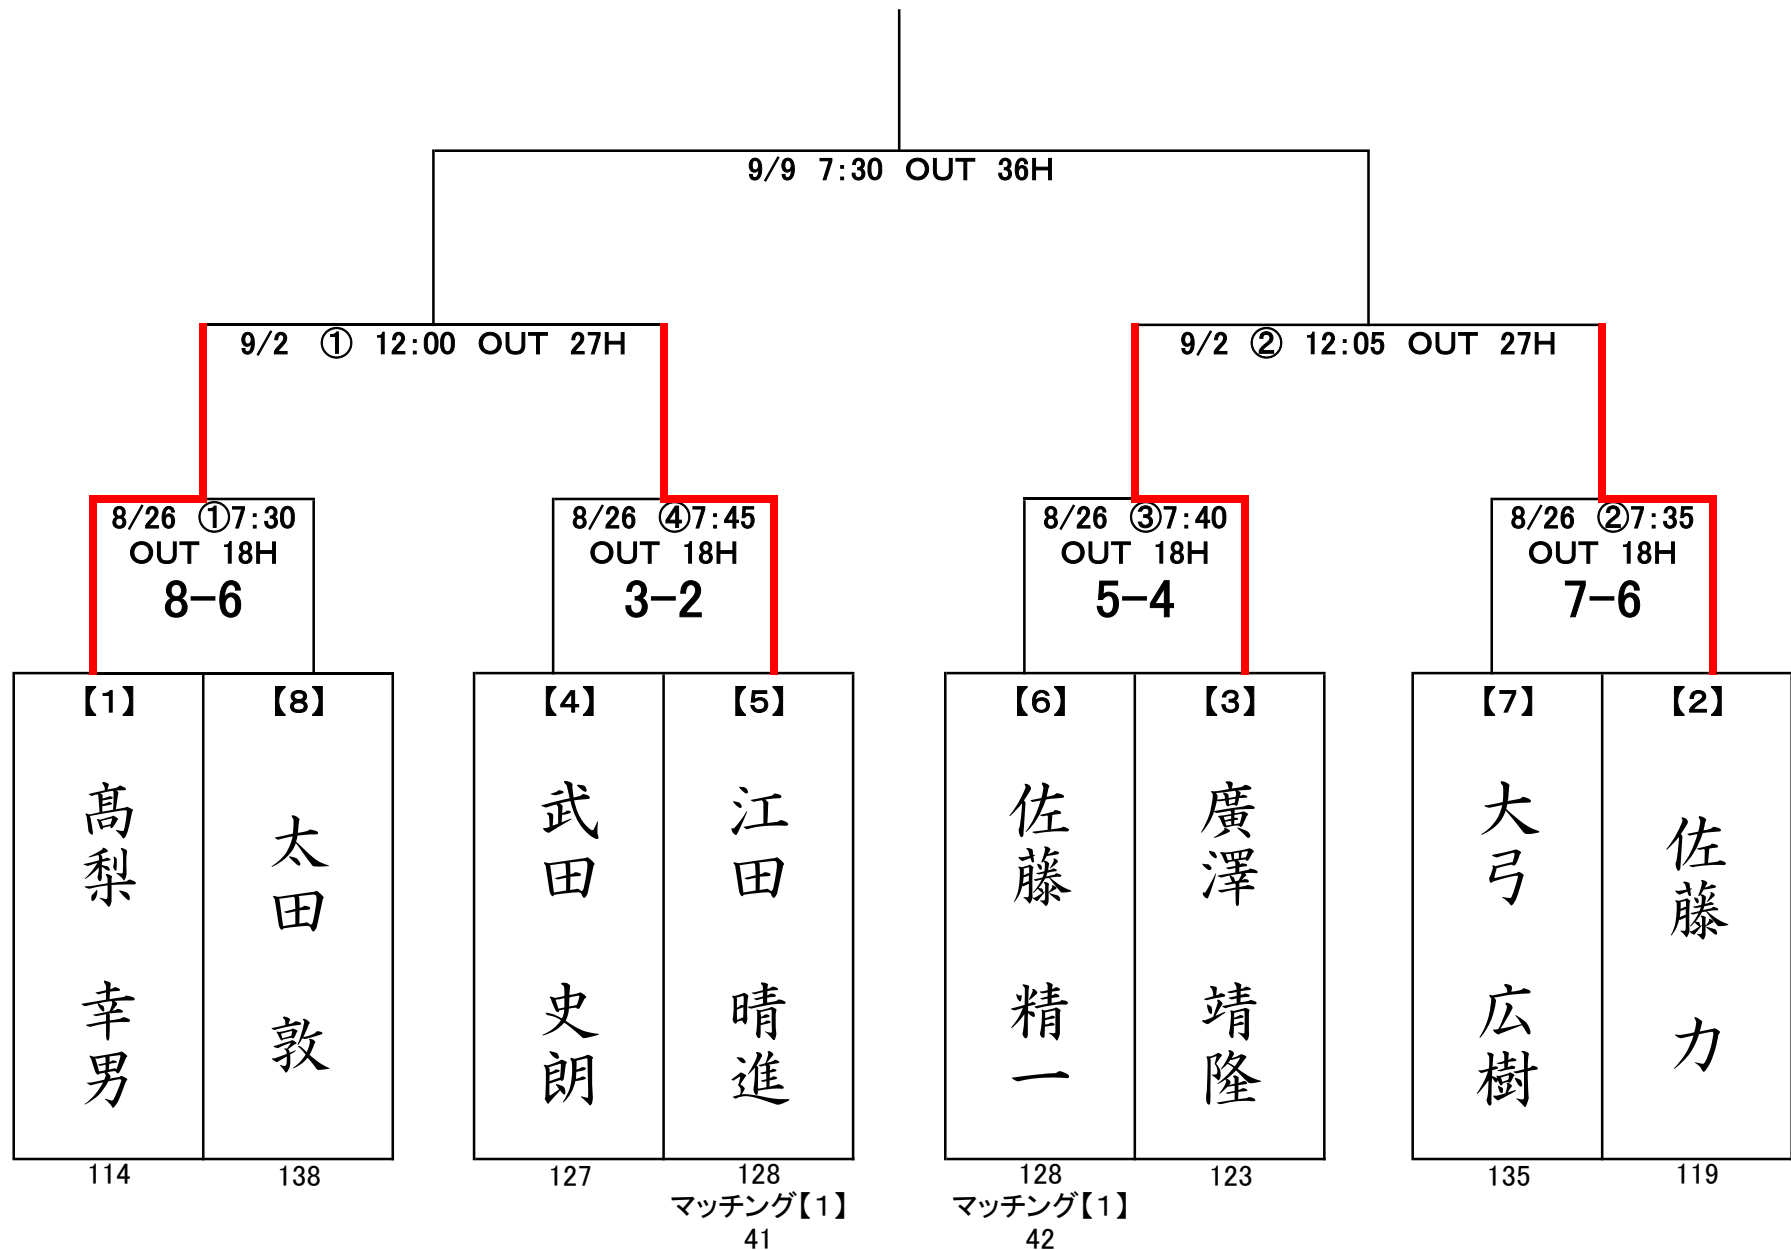 9/9 7:30 OUT 36H
9/2 ① 12:00 OUT 27H
9/2 ② 12:05 OUT 27H
8/26 ①7:30
OUT 18H
8-6
8/26 ④7:45
OUT 18H
3-2
8/26 ③7:40
OUT 18H
5-4
8/26 ②7:35
OUT 18H
7-6
【1】
髙梨 幸男
114
【8】
太田 敦
138
【4】
武田 史朗
127
【5】
江田 晴進
128
マッチング【1】
41
【6】
佐藤 精一
128
マッチング【1】
42
【3】
廣澤 靖隆
123
【7】
大弓 広樹
135
【2】
佐藤 力
119